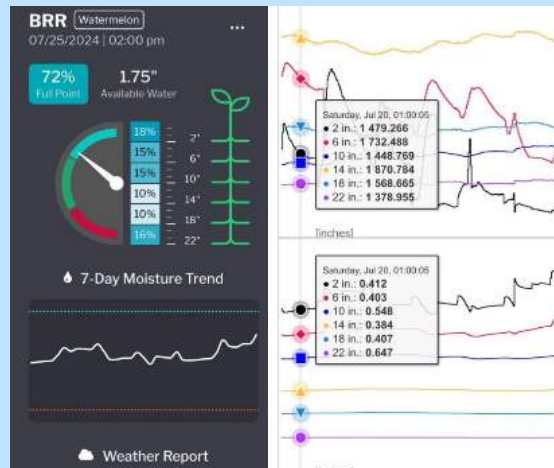 BRR Watermelon
...
07/25/2024 | 02:00 pm
72%
Full Point
1.75"
Available Water
18%
15%
15%
10%
10%
16%
2"
6"
10"
14"
18"
22"
7-Day Moisture Trend
Weather Report
Saturday, Jul 20, 01:00:05
2 in.: 1 479.266
6 in.: 1 732.488
10 in.: 1 448.769
14 in.: 1 870.784
18 in.: 1 568.665
22 in.: 1 378.955
[inches]
Saturday, Jul 20, 01:00:05
2 in.: 0.412
6 in.: 0.403
10 in.: 0.548
14 in.: 0.384
18 in.: 0.407
22 in.: 0.647